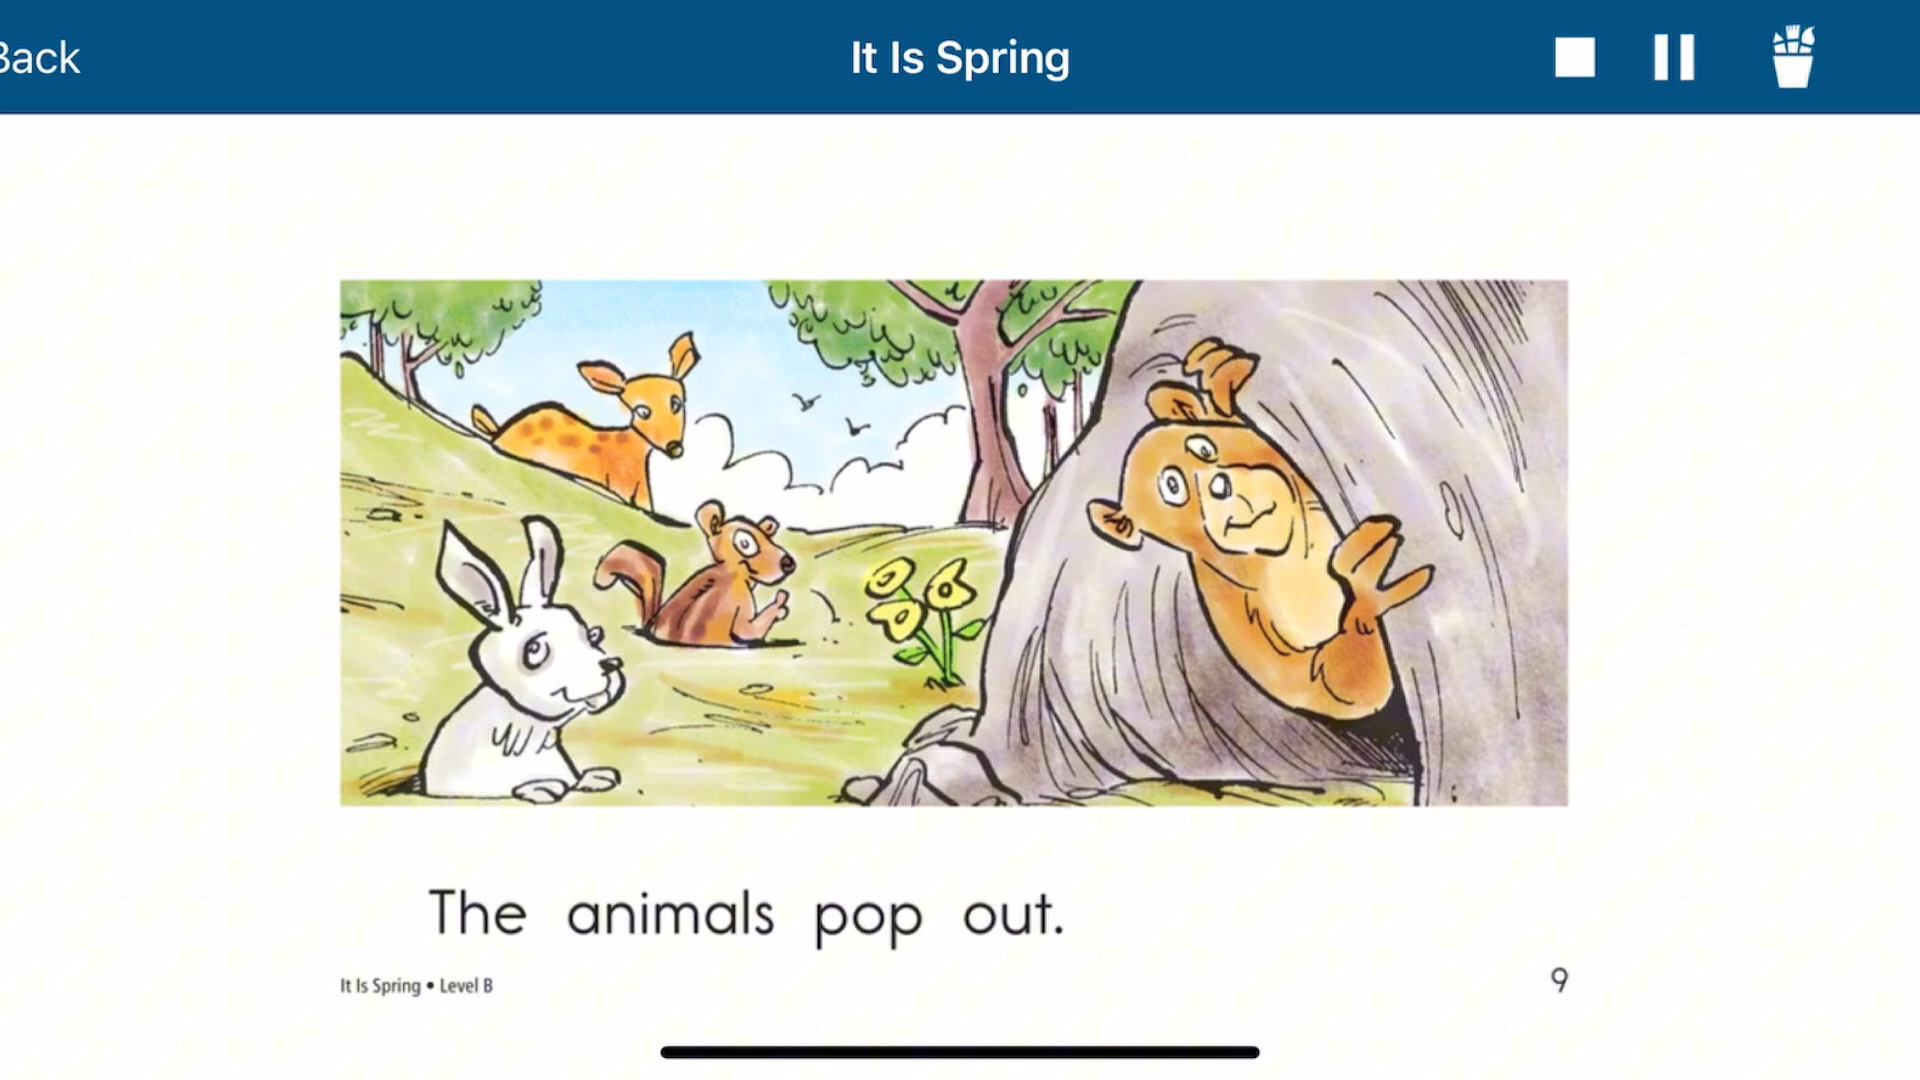 Back
It Is Spring
The animals pop out.
It Is Spring • Level B
9